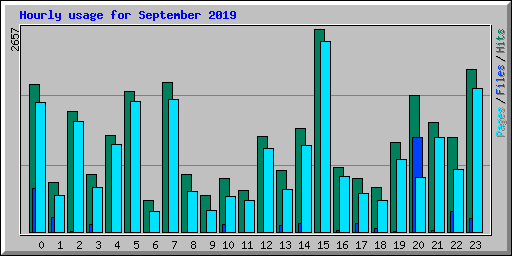 Hourly usage for September 2019
2657
Pages / Files / Hits
0 1 2 3 4 5 6 7 8 9 10 11 12 13 14 15 16 17 18 19 20 21 22 23